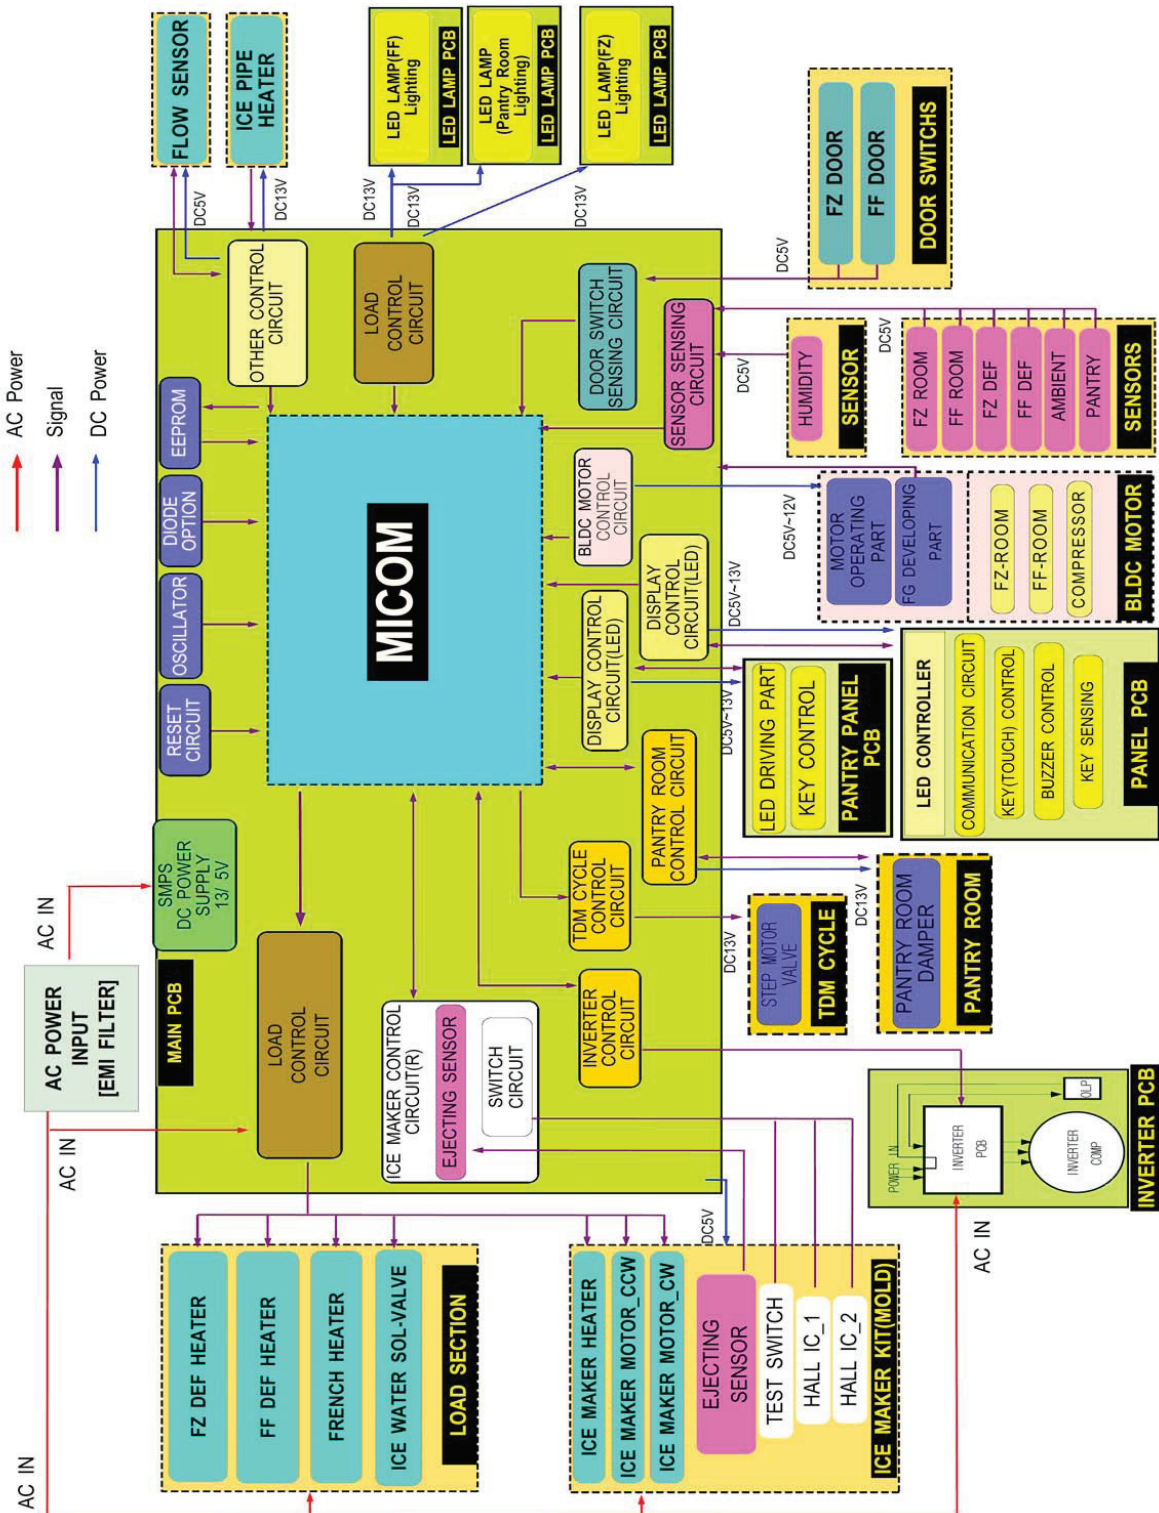 AC Power
Signal
DC Power
AC IN
AC POWER
INPUT
[EMI FILTER]
AC IN
AC IN
MAIN PCB
SMPS
DC POWER
SUPPLY
13/ 5V
RESET
CIRCUIT
OSCILLATOR
DIODE
OPTION
EEPROM
OTHER CONTROL
CIRCUIT
FLOW SENSOR
ICE PIPE
HEATER
DC5V
DC13V
LOAD
CONTROL
CIRCUIT
LED LAMP(FF)
Lighting
LED LAMP PCB
LED LAMP
(Pantry Room
Lighting)
LED LAMP PCB
LED LAMP(FZ)
Lighting
LED LAMP PCB
DC13V
DC13V
DC13V
MICOM
DOOR SWITCH
SENSING CIRCUIT
DC5V
FZ DOOR
FF DOOR
DOOR SWITCHS
SENSOR SENSING
CIRCUIT
DC5V
HUMIDITY
SENSOR
DC5V
FZ ROOM
FF ROOM
FZ DEF
FF DEF
AMBIENT
PANTRY
SENSORS
BLDC MOTOR
CONTROL
CIRCUIT
DC5V~12V
MOTOR
OPERATING
PART
FG DEVELOPING
PART
FZ-ROOM
FF-ROOM
COMPRESSOR
BLDC MOTOR
DISPLAY
CONTROL
CIRCUIT(LED)
DC5V~13V
LED CONTROLLER
COMMUNICATION CIRCUIT
KEY(TOUCH) CONTROL
BUZZER CONTROL
KEY SENSING
PANEL PCB
DISPLAY CONTROL
CIRCUIT(LED)
DC5V~13V
LED DRIVING PART
KEY CONTROL
PANTRY PANEL
PCB
PANTRY ROOM
CONTROL CIRCUIT
DC13V
PANTRY ROOM
DAMPER
PANTRY ROOM
TDM CYCLE
CONTROL
CIRCUIT
DC13V
STEP MOTOR
VALVE
TDM CYCLE
INVERTER
CONTROL
CIRCUIT
POWER IN
INVERTER
PCB
OLP
INVERTER
COMP
INVERTER PCB
AC IN
LOAD
CONTROL
CIRCUIT
ICE MAKER CONTROL
CIRCUIT(R)
EJECTING SENSOR
SWITCH
CIRCUIT
FZ DEF HEATER
FF DEF HEATER
FRENCH HEATER
ICE WATER SOL-VALVE
LOAD SECTION
ICE MAKER HEATER
ICE MAKER MOTOR_CCW
ICE MAKER MOTOR_CW
DC5V
EJECTING
SENSOR
TEST SWITCH
HALL IC_1
HALL IC_2
ICE MAKER KIT(MOLD)